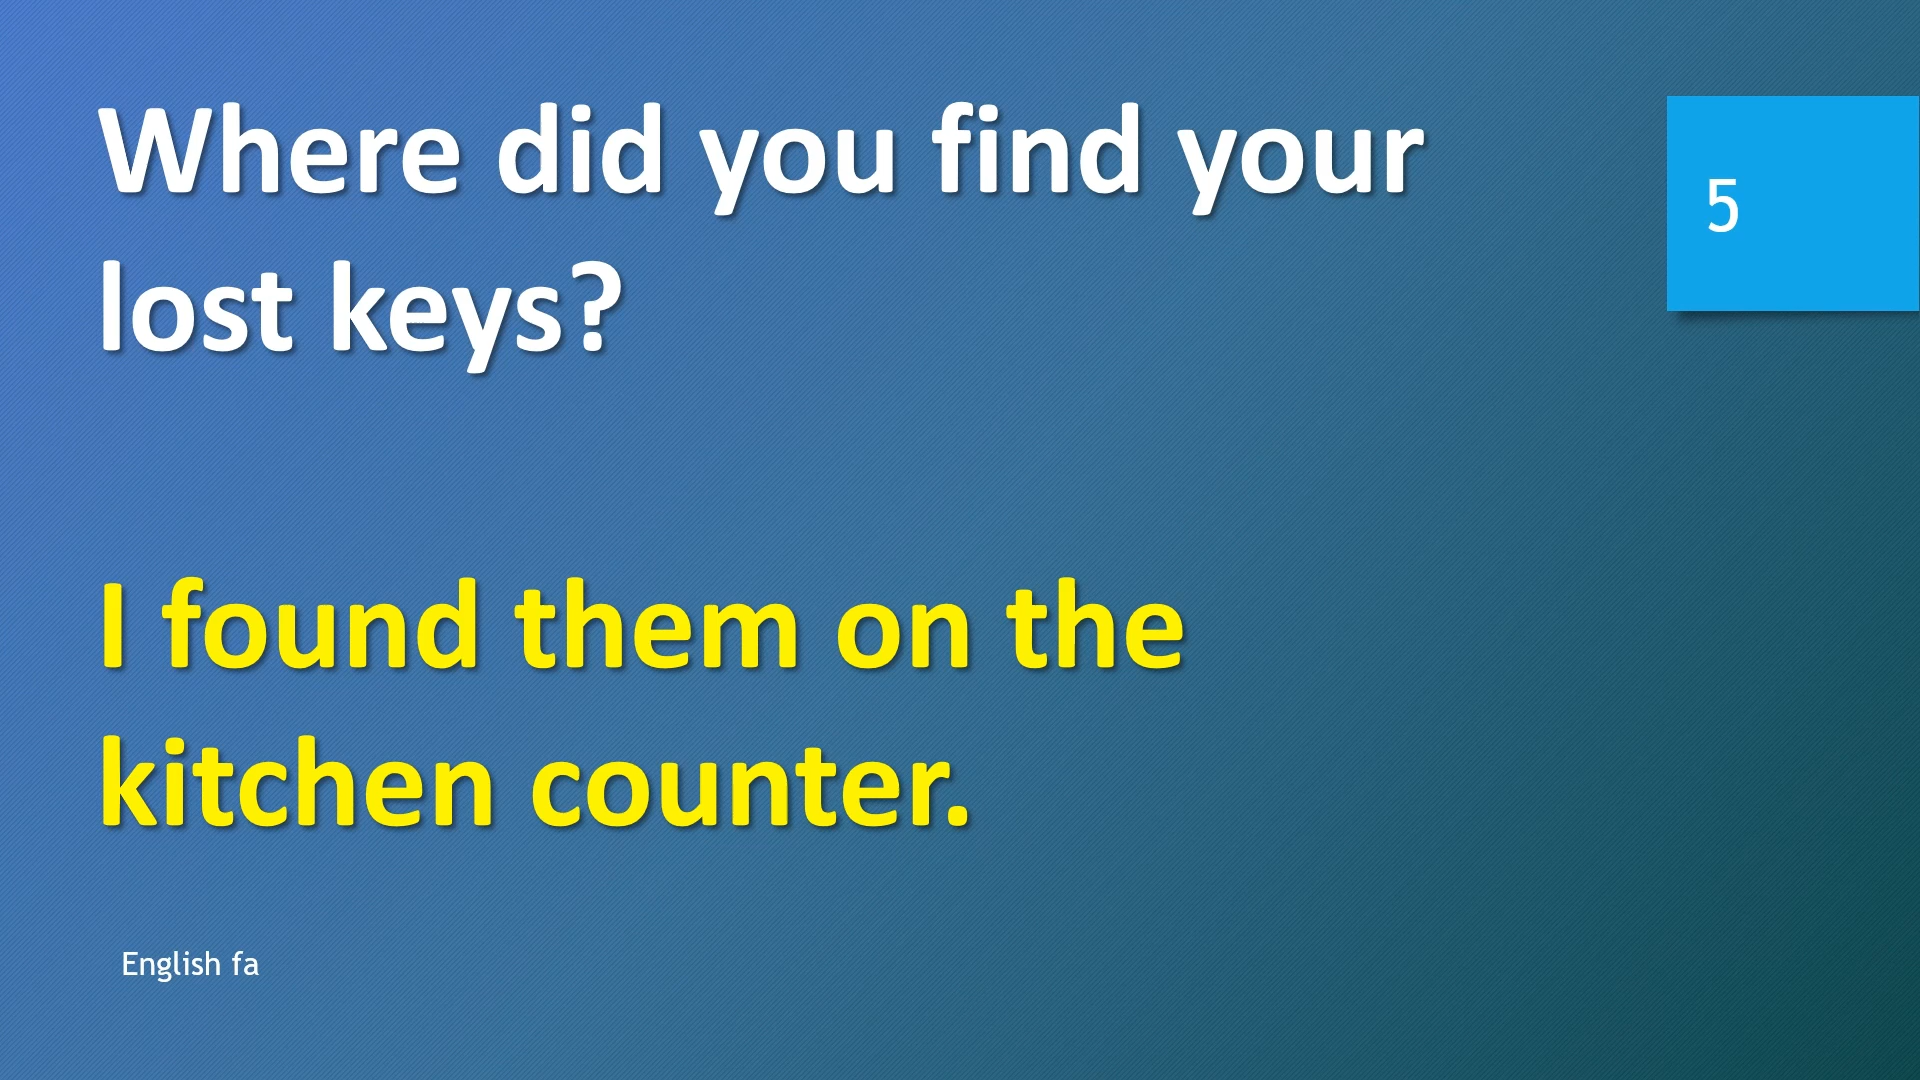 Where did you find your
lost keys?
5
I found them on the
kitchen counter.
English fa